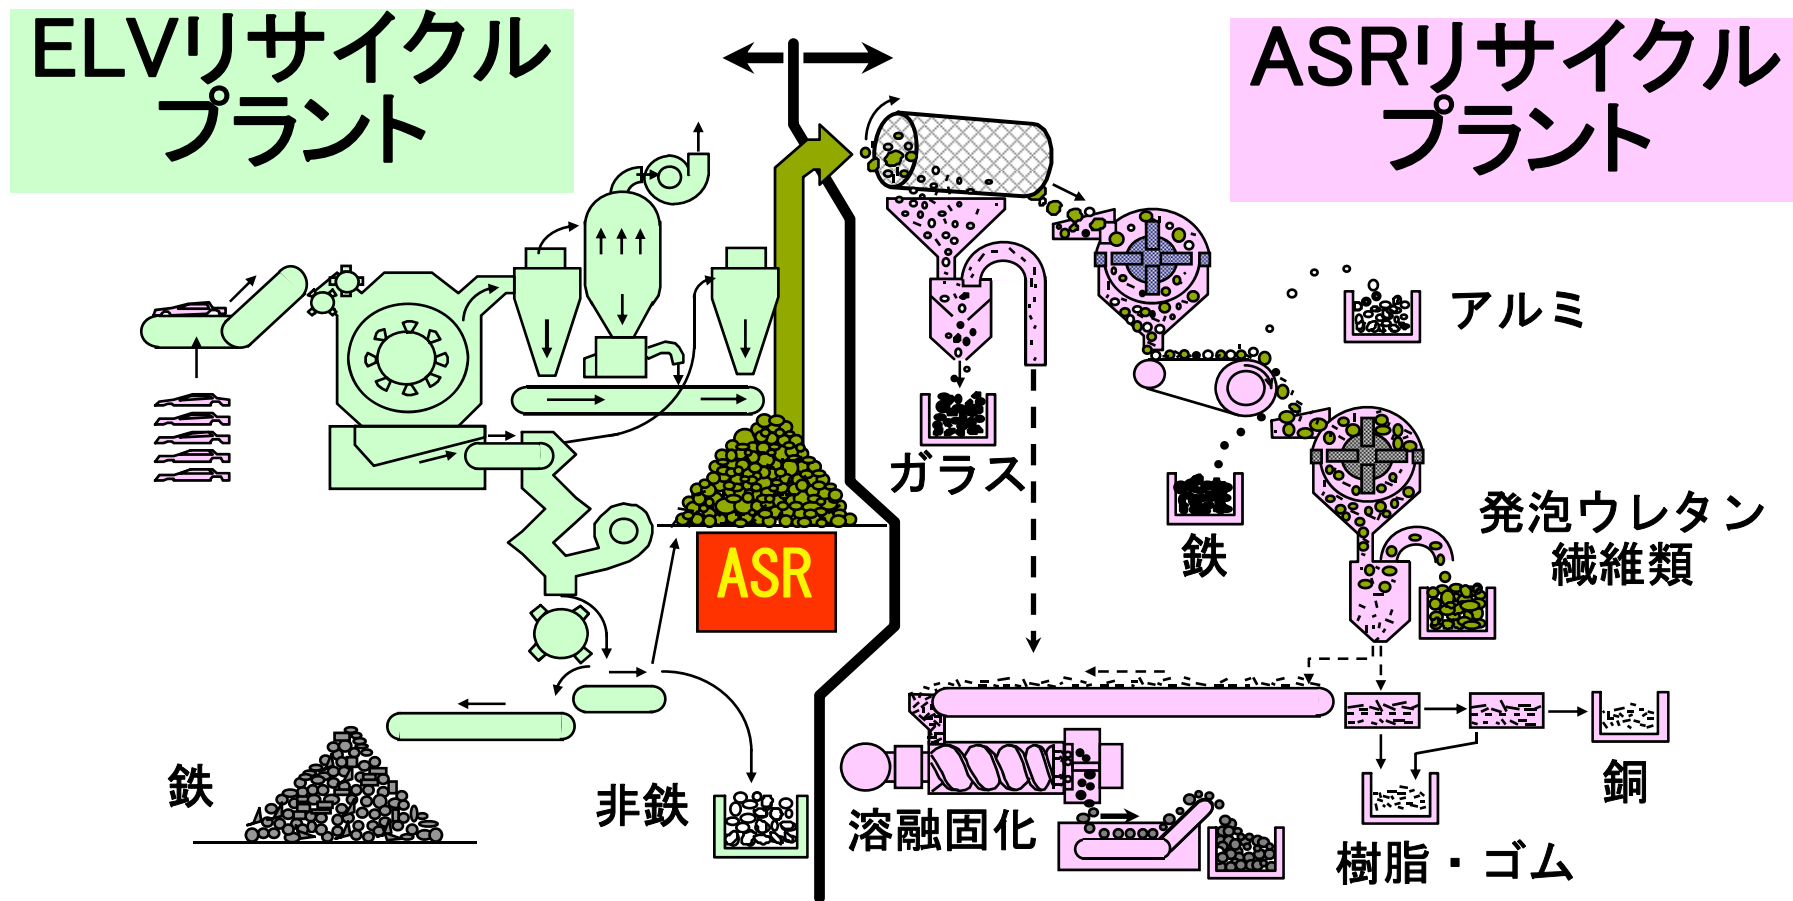 ELVリサイクル
プラント
ASRリサイクル
プラント
アルミ
ガラス
鉄
発泡ウレタン
繊維類
ASR
鉄
非鉄
溶融固化
銅
樹脂・ゴム